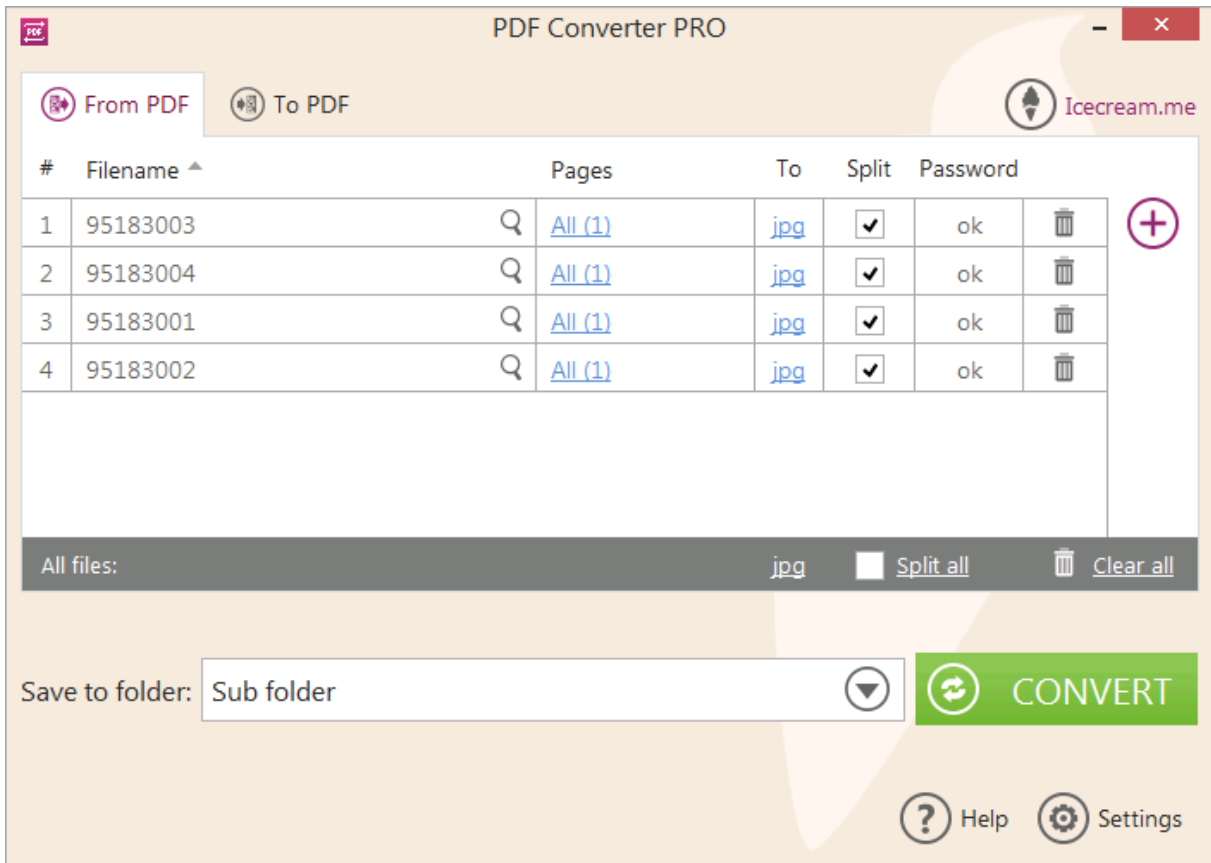 PDF PDF Converter PRO
From PDF To PDF Icecream.me
# Filename Pages To Split Password
1 95183003 All (1) jpg ok
2 95183004 All (1) jpg ok
3 95183001 All (1) jpg ok
4 95183002 All (1) jpg ok
All files: jpg Split all Clear all
Save to folder: Sub folder CONVERT
? Help Settings